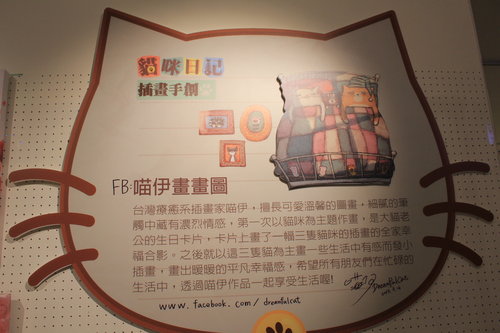 貓咪日記
插畫手創
FB:喵伊畫畫圖
台灣療癒系插畫家喵伊，擅長可愛溫馨的圖畫，細膩的筆
觸中藏有濃烈情感，第一次以貓咪為主題作畫，是大貓老
公的生日卡片，卡片上畫了一幅三隻貓咪的插畫的全家幸
福合影。之後就以這三隻貓為主畫一些生活中有感而發小
插畫，畫出暖暖的平凡幸福感，希望所有朋友們在忙碌的
生活中，透過喵伊作品一起享受生活喔!
www.facebook.com/dreamfulcat
Dreamfulcat